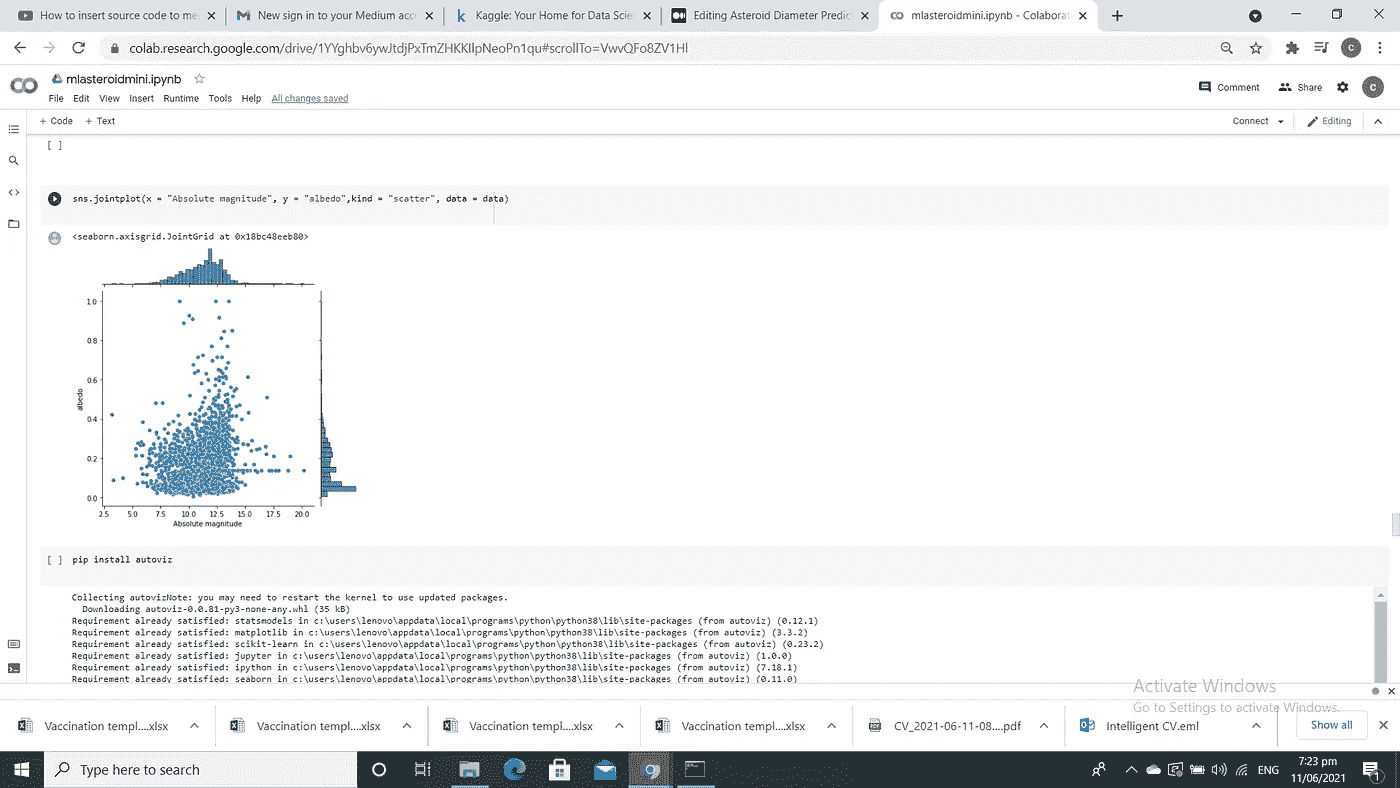 How to insert source code to me
New sign in to your Medium acc
Kaggle: Your Home for Data Scie
Editing Asteroid Diameter Predic
mlasteroidmini.ipynb - Colaborat
colab.research.google.com/drive/1YYghbv6ywJtdjPxTmZHKKIlpNeoPn1qu#scrollTo=VwvQFo8ZV1Hl
C
mlasteroidmini.ipynb
File Edit View Insert Runtime Tools Help All changes saved
Comment Share C
+ Code + Text
Connect Editing
[ ]
sns.jointplot(x = "Absolute magnitude", y = "albedo",kind = "scatter", data = data)
<seaborn.axisgrid.JointGrid at 0x18bc48eeb80>
1.0
0.8
0.6
0.4
0.2
0.0
albedo
2.5 5.0 7.5 10.0 12.5 15.0 17.5 20.0
Absolute magnitude
[ ] pip install autoviz
Collecting autovizNote: you may need to restart the kernel to use updated packages.
Downloading autoviz-0.0.81-py3-none-any.whl (35 kB)
Requirement already satisfied: statsmodels in c:\users\lenovo\appdata\local\programs\python\python38\lib\site-packages (from autoviz) (0.12.1)
Requirement already satisfied: matplotlib in c:\users\lenovo\appdata\local\programs\python\python38\lib\site-packages (from autoviz) (3.3.2)
Requirement already satisfied: scikit-learn in c:\users\lenovo\appdata\local\programs\python\python38\lib\site-packages (from autoviz) (0.23.2)
Requirement already satisfied: jupyter in c:\users\lenovo\appdata\local\programs\python\python38\lib\site-packages (from autoviz) (1.0.0)
Requirement already satisfied: ipython in c:\users\lenovo\appdata\local\programs\python\python38\lib\site-packages (from autoviz) (7.18.1)
Requirement already satisfied: seaborn in c:\users\lenovo\appdata\local\programs\python\python38\lib\site-packages (from autoviz) (0.11.0)
Activate Windows
Go to Settings to activate Windows.
Vaccination templ....xlsx
Vaccination templ....xlsx
Vaccination templ....xlsx
Vaccination templ....xlsx
CV_2021-06-11-08....pdf
Intelligent CV.eml
Show all
Type here to search
ENG
7:23 pm
11/06/2021
1